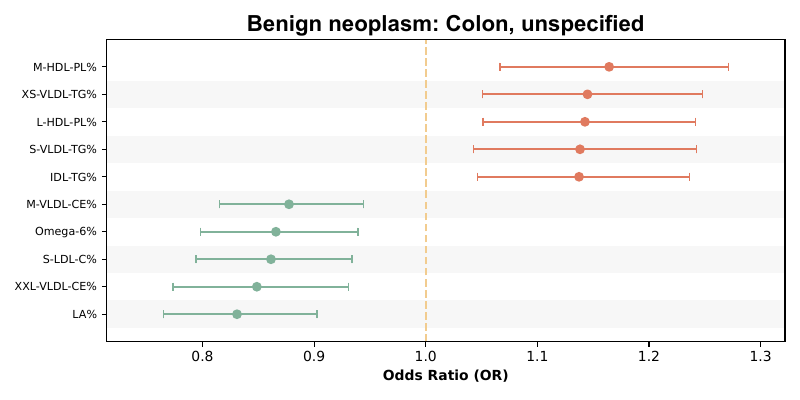 Benign neoplasm: Colon, unspecified
M-HDL-PL%
XS-VLDL-TG%
L-HDL-PL%
S-VLDL-TG%
IDL-TG%
M-VLDL-CE%
Omega-6%
S-LDL-C%
XXL-VLDL-CE%
LA%
0.8 0.9 1.0 1.1 1.2 1.3
Odds Ratio (OR)